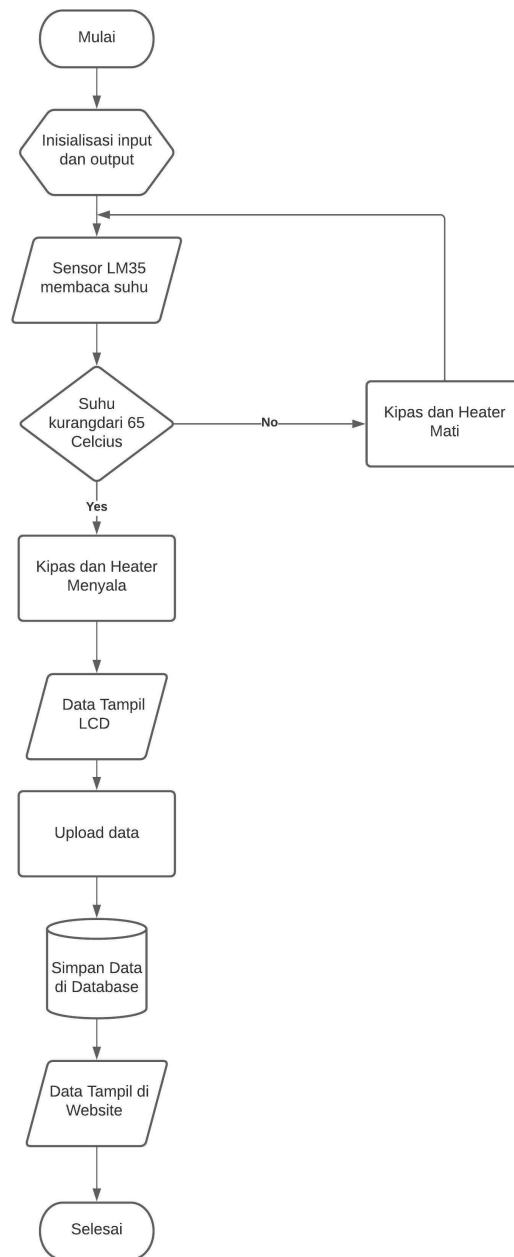 Mulai
Inisialisasi input
dan output
Sensor LM35
membaca suhu
Suhu
kurangdari 65
Celcius
No
Kipas dan Heater
Mati
Yes
Kipas dan Heater
Menyala
Data Tampil
LCD
Upload data
Simpan Data
di Database
Data Tampil di
Website
Selesai